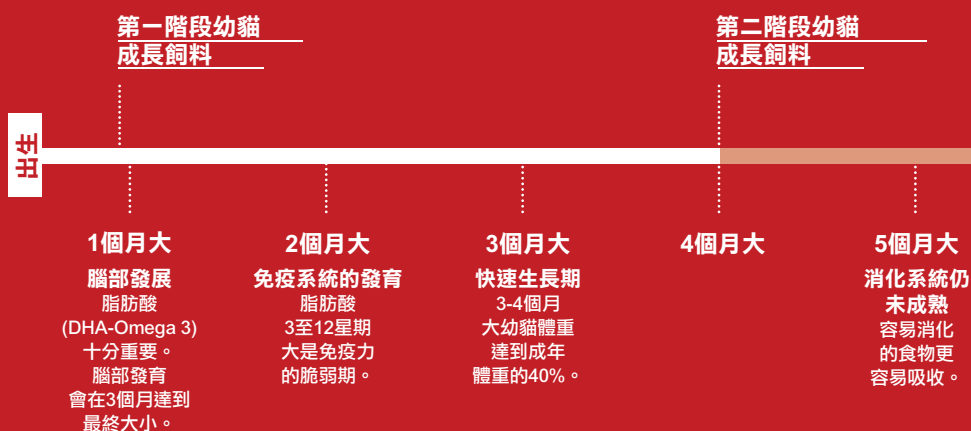 第一階段幼貓
成長飼料
第二階段幼貓
成長飼料
出生
1個月大
腦部發展
脂肪酸
(DHA-Omega 3)
十分重要。
腦部發育
會在3個月達到
最終大小。
2個月大
免疫系統的發育
脂肪酸
3至12星期
大是免疫力
的脆弱期。
3個月大
快速生長期
3-4個月
大幼貓體重
達到成年
體重的40%。
4個月大
5個月大
消化系統仍
未成熟
容易消化
的食物更
容易吸收。